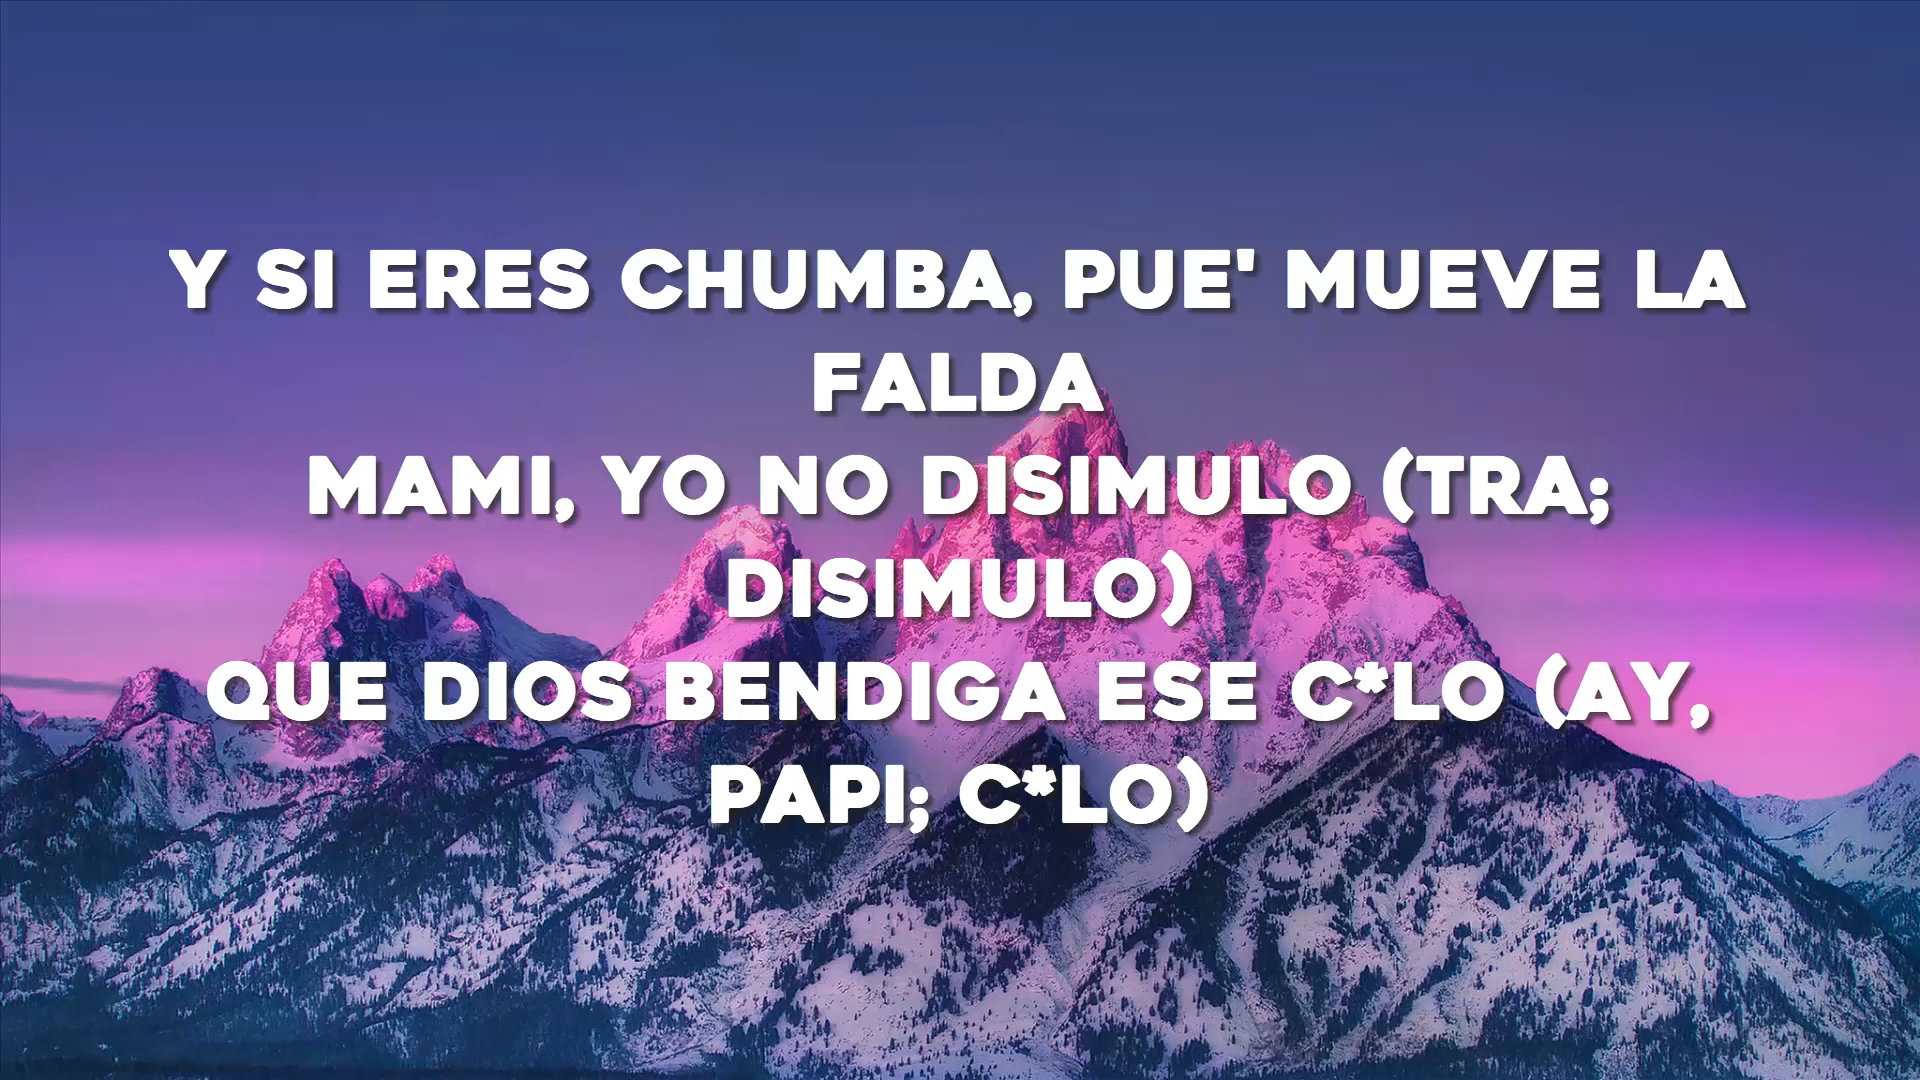 Y SI ERES CHUMBA, PUE' MUEVE LA
FALDA
MAMI, YO NO DISIMULO (TRA;
DISIMULO)
QUE DIOS BENDIGA ESE C*LO (AY,
PAPI; C*LO)